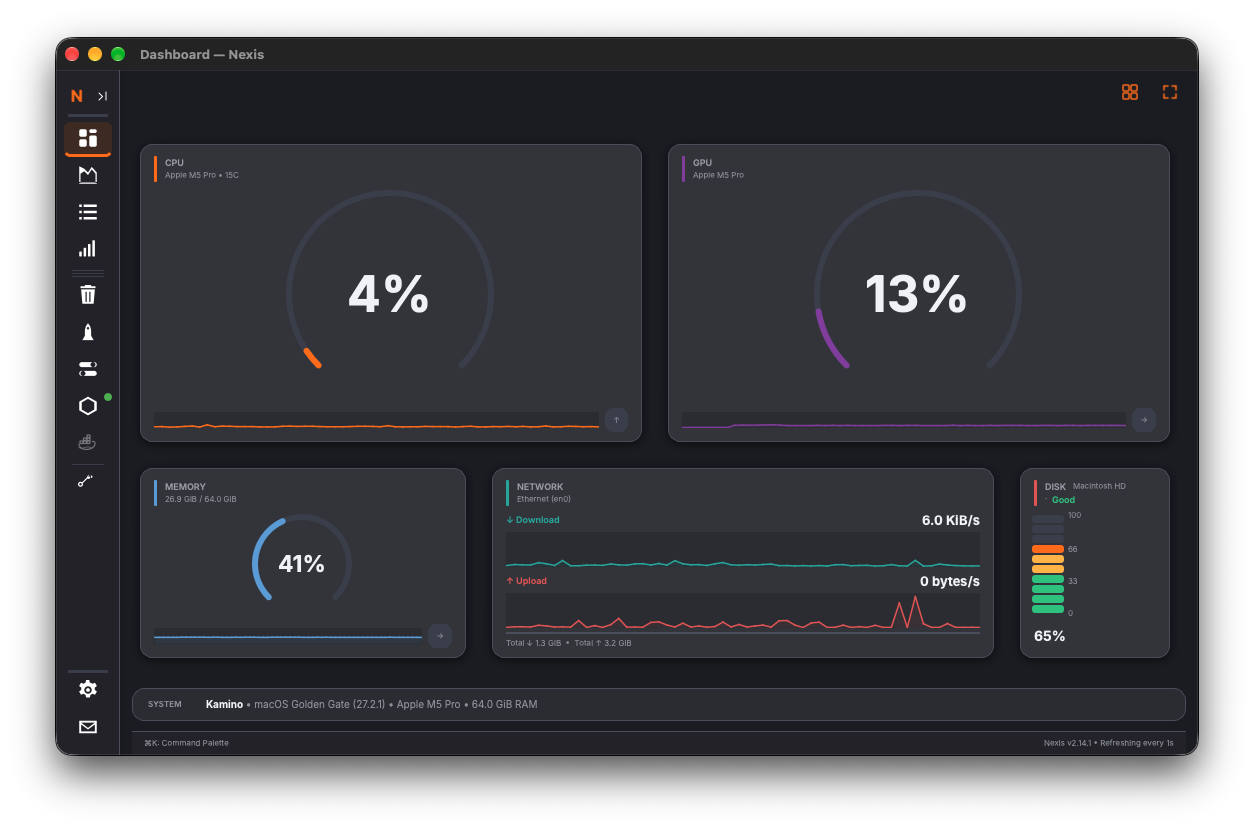 Dashboard — Nexis
N
CPU
Apple M5 Pro • 15C
4%
↑
GPU
Apple M5 Pro
13%
→
MEMORY
26.9 GiB / 64.0 GiB
41%
→
NETWORK
Ethernet (en0)
↓ Download 6.0 KiB/s
↑ Upload 0 bytes/s
Total ↓ 1.3 GiB • Total ↑ 3.2 GiB
DISK Macintosh HD
· Good
100
66
33
0
65%
SYSTEM Kamino • macOS Golden Gate (27.2.1) • Apple M5 Pro • 64.0 GiB RAM
⌘K: Command Palette Nexis v2.14.1 • Refreshing every 1s